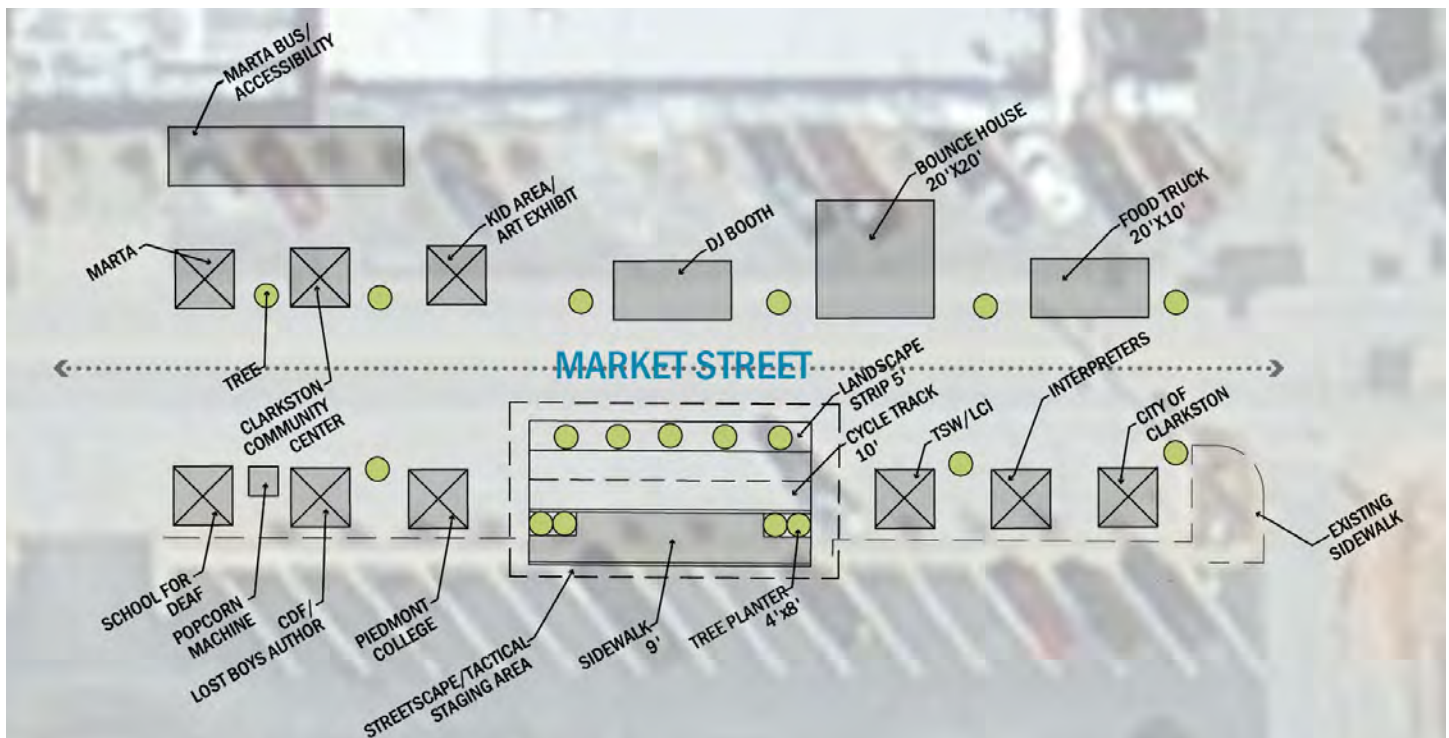 MARTA BUS/
ACCESSIBILITY
BOUNCE HOUSE
20'X20'
KID AREA/
ART EXHIBIT
FOOD TRUCK
20'X10'
DJ BOOTH
MARTA
MARKET STREET
TREE
CLARKSTON
COMMUNITY
CENTER
LANDSCAPE
STRIP 5'
CYCLE TRACK
10'
TSW/LCI
INTERPRETERS
CITY OF
CLARKSTON
EXISTING
SIDEWALK
SCHOOL FOR
DEAF
POPCORN
MACHINE
CDF/
LOST BOYS AUTHOR
PIEDMONT
COLLEGE
STREETSCAPE/TACTICAL
STAGING AREA
SIDEWALK
9'
TREE PLANTER
4'x8'